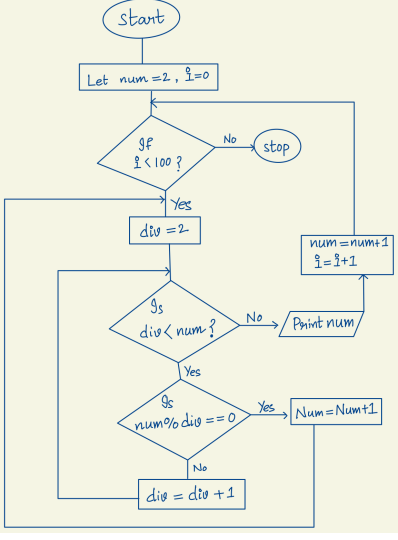 start
Let num=2, i=0
If
i<100?
No
stop
Yes
div=2
num=num+1
i=i+1
Is
div<num?
No
Print num
Yes
Is
num%div==0
Yes
Num=Num+1
No
div = div +1